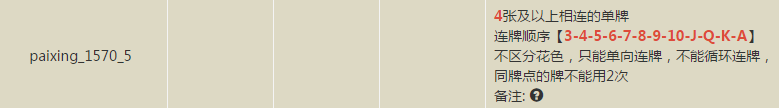 4张及以上相连的单牌
连牌顺序【3-4-5-6-7-8-9-10-J-Q-K-A】
paixing_1570_5
不区分花色，只能单向连牌，不能循环连牌，
同牌点的牌不能用2次
备注: ?